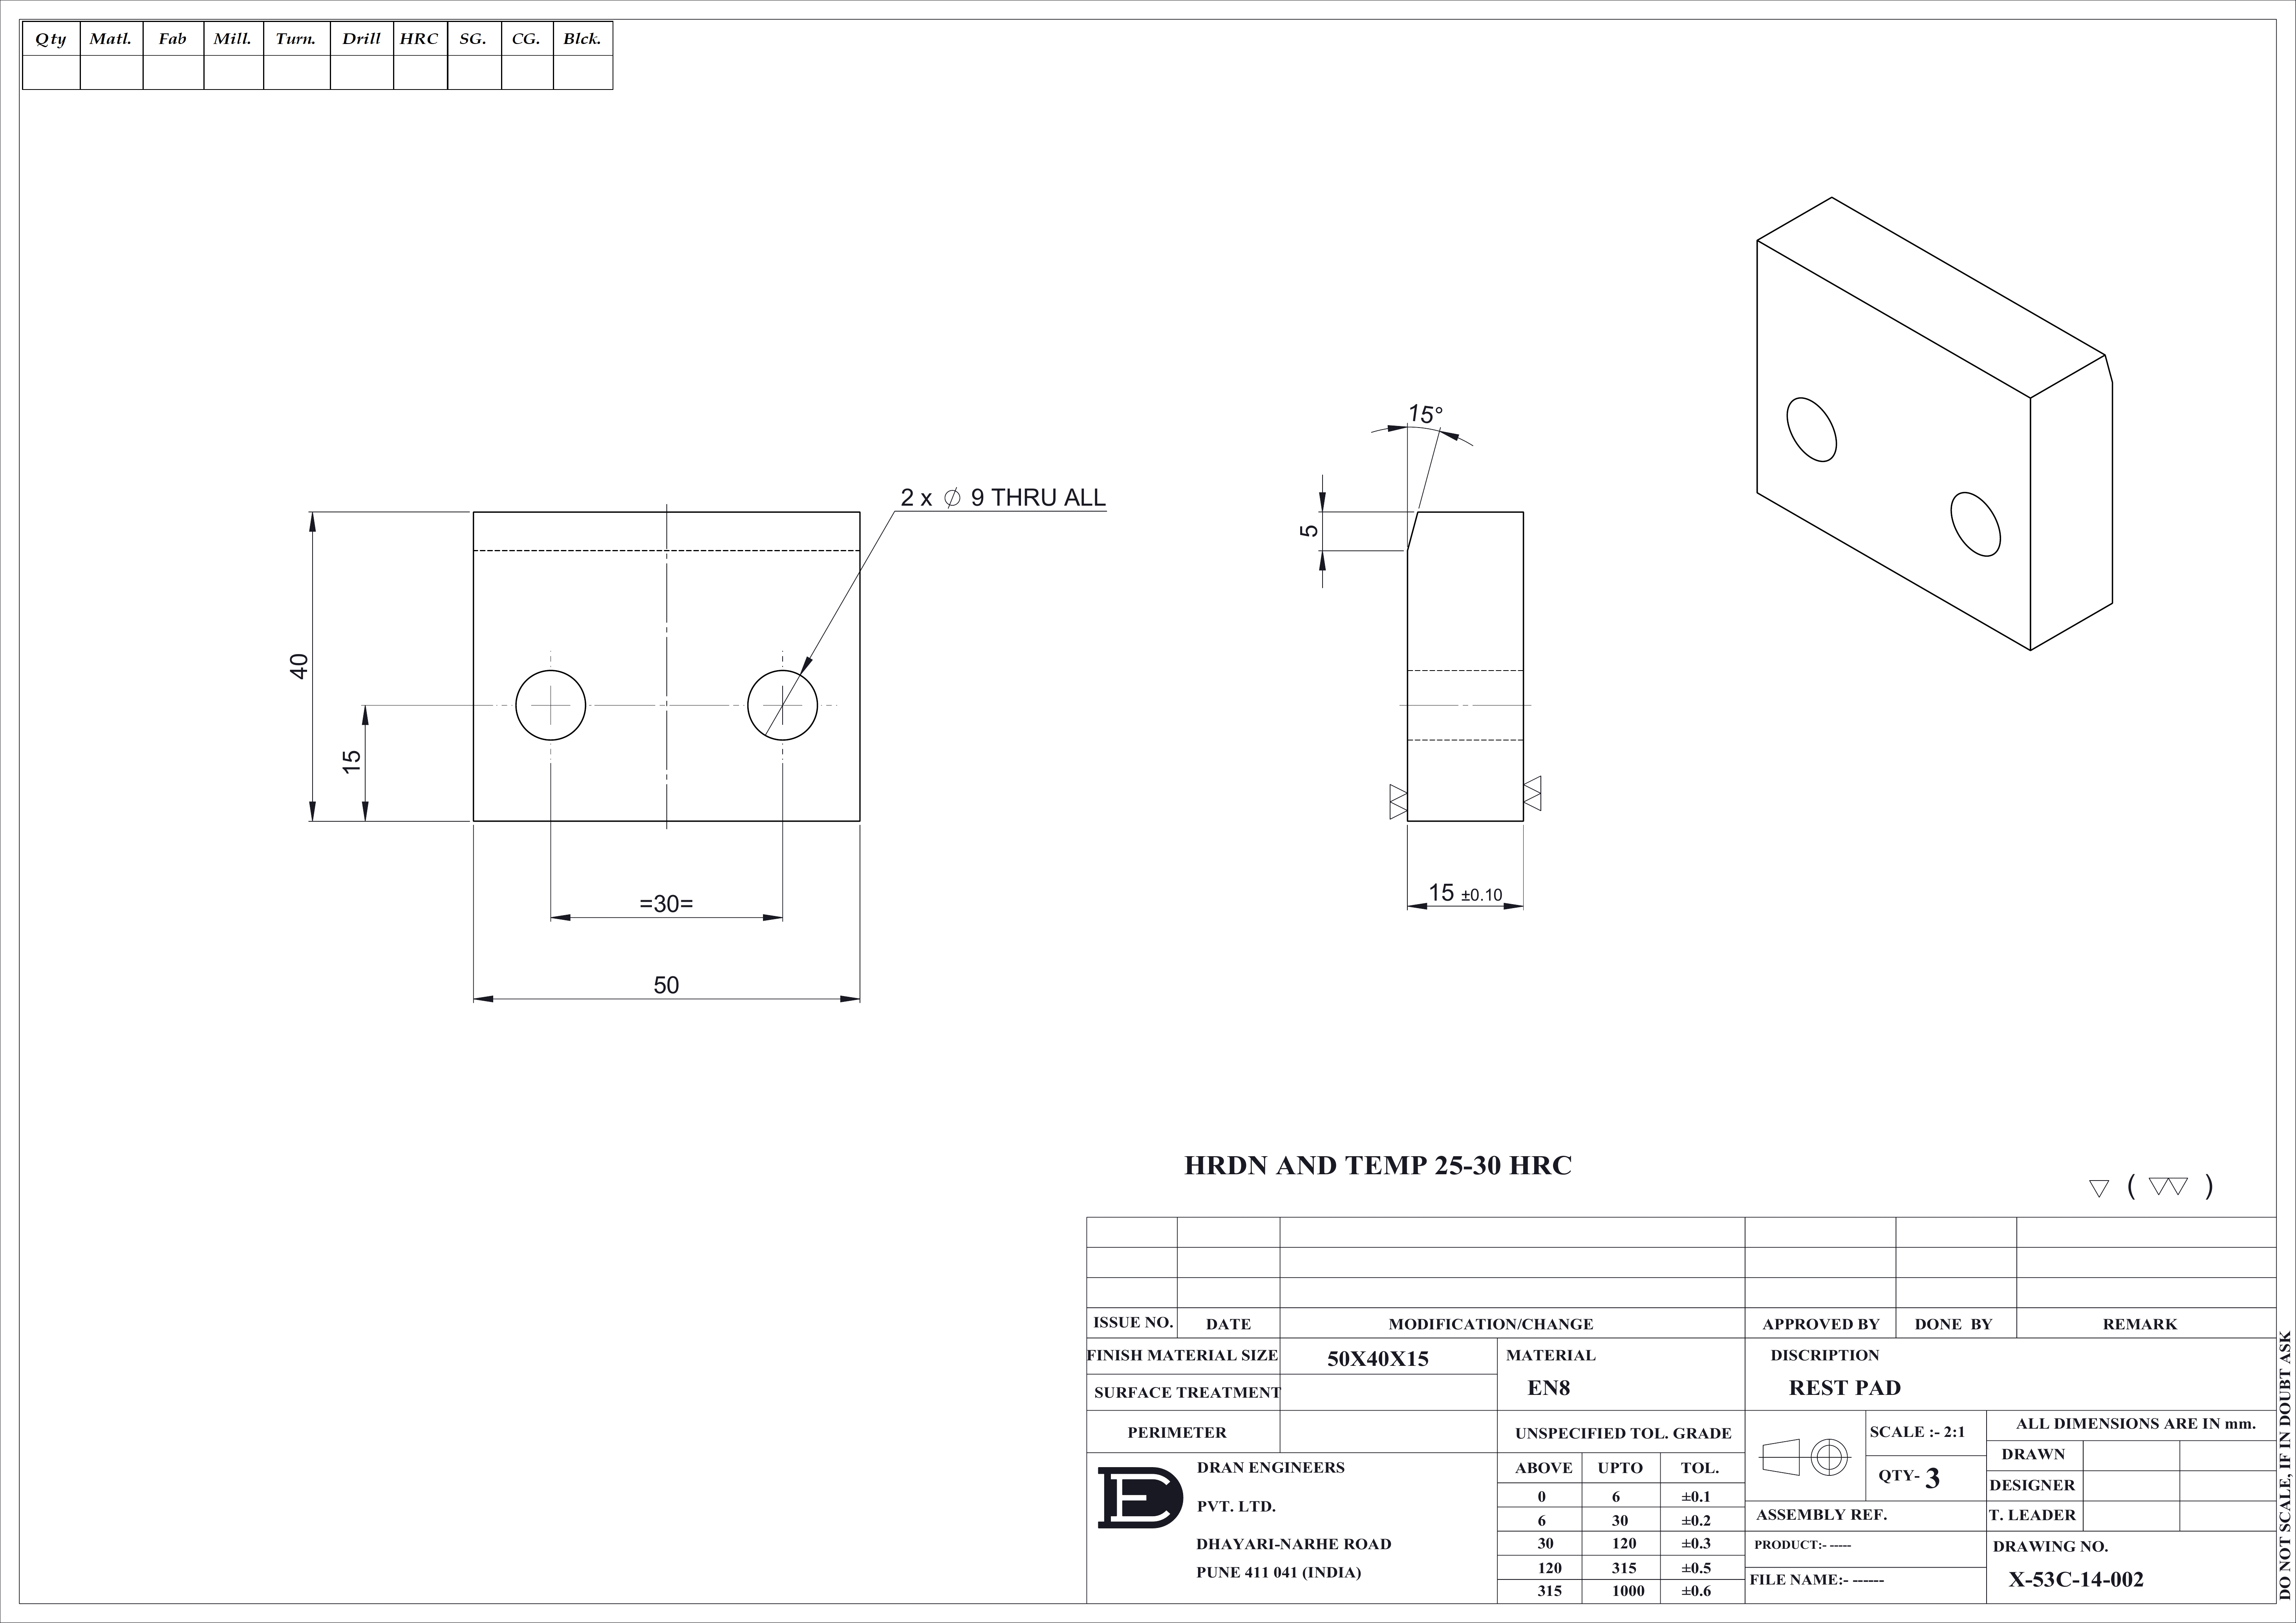 Qty Matl. Fab Mill. Turn. Drill HRC SG. CG. Blck.
15°
2 x ⌀ 9 THRU ALL
5
40
15
15 ±0.10
=30=
50
HRDN AND TEMP 25-30 HRC
( )
ISSUE NO. DATE MODIFICATION/CHANGE APPROVED BY DONE BY REMARK
FINISH MATERIAL SIZE 50X40X15
SURFACE TREATMENT
PERIMETER
MATERIAL
EN8
DISCRIPTION
REST PAD
DRAN ENGINEERS
PVT. LTD.
DHAYARI-NARHE ROAD
PUNE 411 041 (INDIA)
UNSPECIFIED TOL. GRADE
ABOVE UPTO TOL.
0 6 ±0.1
6 30 ±0.2
30 120 ±0.3
120 315 ±0.5
315 1000 ±0.6
SCALE :- 2:1
QTY- 3
ALL DIMENSIONS ARE IN mm.
DRAWN
DESIGNER
T. LEADER
ASSEMBLY REF.
PRODUCT:- -----
FILE NAME:- ------
DRAWING NO.
X-53C-14-002
DO NOT SCALE, IF IN DOUBT ASK